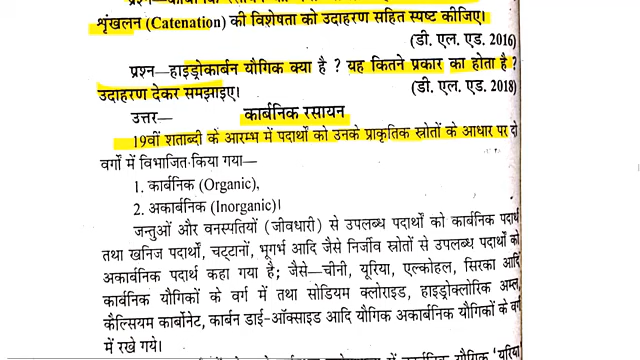 शृंखलन (Catenation) की विशेषता को उदाहरण सहित स्पष्ट कीजिए।
(डी. एल. एड. 2016)
प्रश्न—हाइड्रोकार्बन यौगिक क्या है ? यह कितने प्रकार का होता है ?
उदाहरण देकर समझाइए।
(डी. एल. एड. 2018)
उत्तर—
कार्बनिक रसायन
19वीं शताब्दी के आरम्भ में पदार्थों को उनके प्राकृतिक स्रोतों के आधार पर दो
वर्गों में विभाजित किया गया—
1. कार्बनिक (Organic),
2. अकार्बनिक (Inorganic)।
जन्तुओं और वनस्पतियों (जीवधारी) से उपलब्ध पदार्थों को कार्बनिक पदार्थ
तथा खनिज पदार्थों, चट्टानों, भूगर्भ आदि जैसे निर्जीव स्रोतों से उपलब्ध पदार्थों को
अकार्बनिक पदार्थ कहा गया है; जैसे—चीनी, यूरिया, एल्कोहल, सिरका आदि
कार्बनिक यौगिकों के वर्ग में तथा सोडियम क्लोराइड, हाइड्रोक्लोरिक अम्ल,
कैल्सियम कार्बोनेट, कार्बन डाई-ऑक्साइड आदि यौगिक अकार्बनिक यौगिकों के वर्ग
में रखे गये।
कार्बनिक यौगिक 'यूरिया